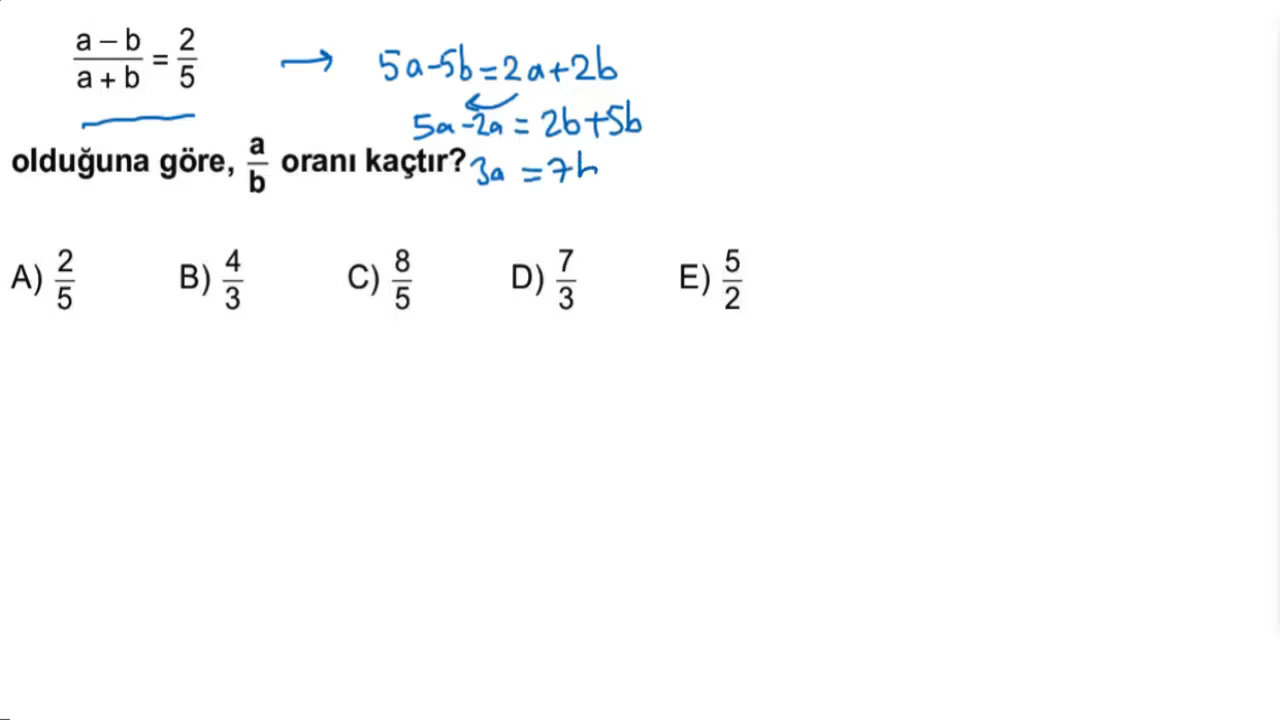 a – b / a + b = 2/5 → 5a-5b=2a+2b
5a-2a = 2b+5b
olduğuna göre, a/b oranı kaçtır? 3a = 7b
A) 2/5 B) 4/3 C) 8/5 D) 7/3 E) 5/2